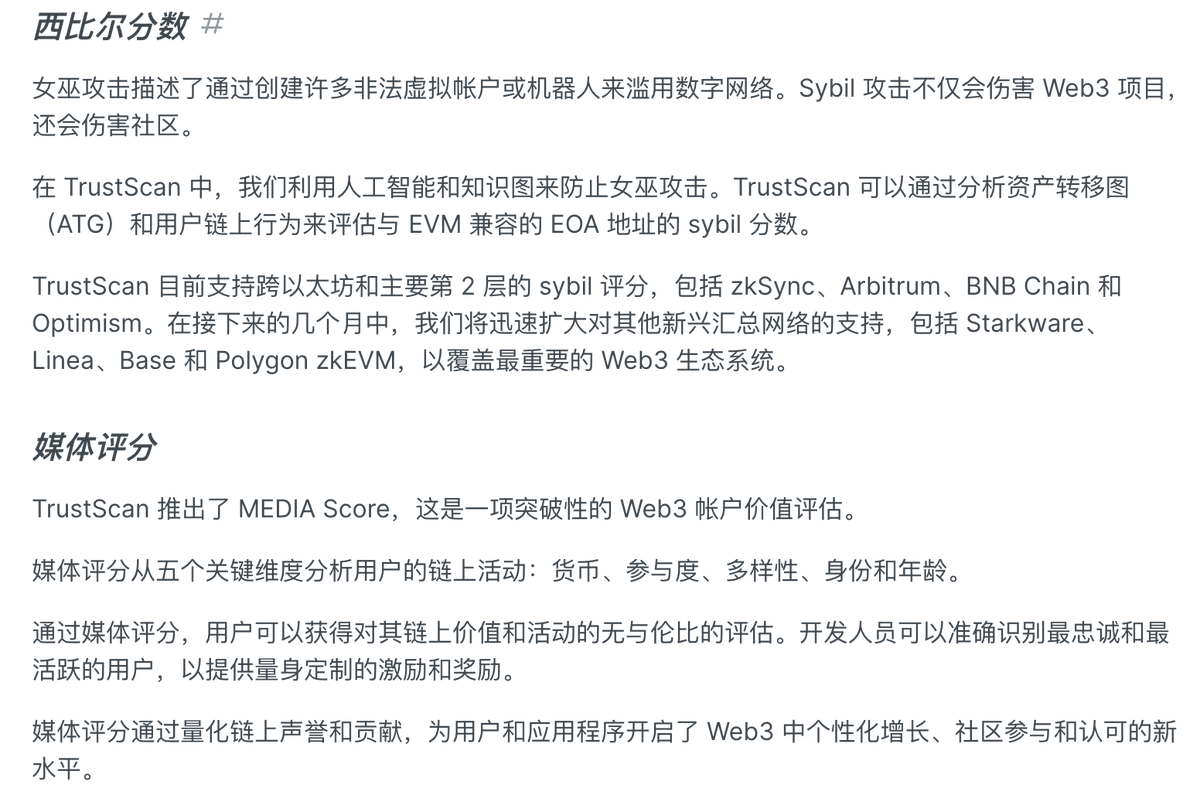 西比尔分数 #
女巫攻击描述了通过创建许多非法虚拟帐户或机器人来滥用数字网络。Sybil 攻击不仅会伤害 Web3 项目，
还会伤害社区。
在 TrustScan 中，我们利用人工智能和知识图来防止女巫攻击。TrustScan 可以通过分析资产转移图
（ATG）和用户链上行为来评估与 EVM 兼容的 EOA 地址的 sybil 分数。
TrustScan 目前支持跨以太坊和主要第 2 层的 sybil 评分，包括 zkSync、Arbitrum、BNB Chain 和
Optimism。在接下来的几个月中，我们将迅速扩大对其他新兴汇总网络的支持，包括 Starkware、
Linea、Base 和 Polygon zkEVM，以覆盖最重要的 Web3 生态系统。
媒体评分
TrustScan 推出了 MEDIA Score，这是一项突破性的 Web3 帐户价值评估。
媒体评分从五个关键维度分析用户的链上活动：货币、参与度、多样性、身份和年龄。
通过媒体评分，用户可以获得对其链上价值和活动的无与伦比的评估。开发人员可以准确识别最忠诚和最
活跃的用户，以提供量身定制的激励和奖励。
媒体评分通过量化链上声誉和贡献，为用户和应用程序开启了 Web3 中个性化增长、社区参与和认可的新
水平。